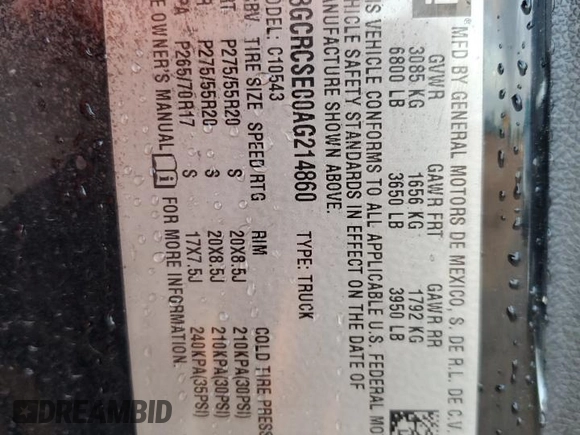 MFD BY GENERAL MOTORS DE MEXICO, S. DE R.L. DE C.V.
GVWR GAWR FRT GAWR RR
3085 KG 1656 KG 1792 KG
6800 LB 3650 LB 3950 LB
S VEHICLE CONFORMS TO ALL APPLICABLE U.S. FEDERAL MO
EHICLE SAFETY STANDARDS IN EFFECT ON THE DATE OF
MANUFACTURE SHOWN ABOVE.
3GCRCSE00AG214860 TYPE: TRUCK
ODEL: C10543
TIRE SIZE SPEED RTG RIM COLD TIRE PRESS
P275/55R20 S 20X8.5J 210KPA(30PSI)
P275/55R20 S 20X8.5J 210KPA(30PSI)
PA P265/70R17 S 17X7.5J 240KPA(35PSI)
E OWNER'S MANUAL FOR MORE INFORMATION.
DREAMBID